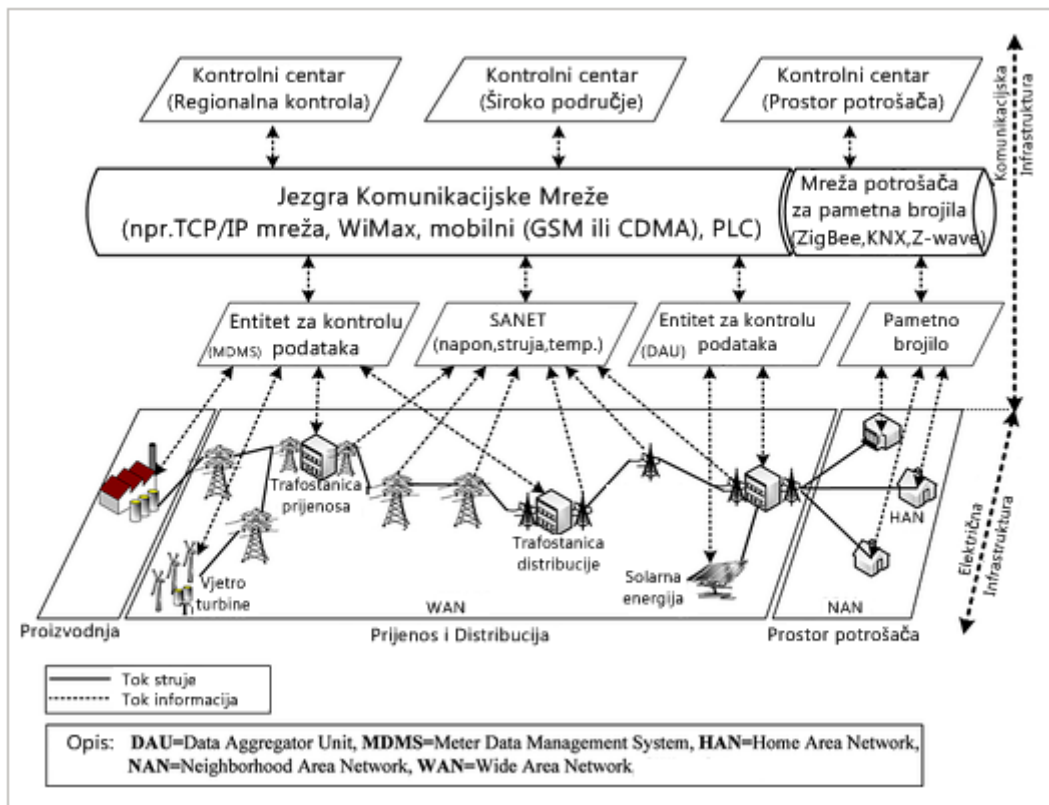 Kontrolni centar
(Regionalna kontrola)
Kontrolni centar
(Široko područje)
Kontrolni centar
(Prostor potrošača)
Komunikacijska
Infrastruktura
Jezgra Komunikacijske Mreže
(npr.TCP/IP mreža, WiMax, mobilni (GSM ili CDMA), PLC)
Mreža potrošača
za pametna brojila
(ZigBee,KNX,Z-wave)
Entitet za kontrolu
(MDMS) podataka
SANET
(napon,struja,temp.)
Entitet za kontrolu
(DAU) podataka
Pametno
brojilo
Trafostanica
prijenosa
Trafostanica
distribucije
Vjetro
turbine
Solarna
energija
HAN
WAN
NAN
Električna
Infrastruktura
Proizvodnja
Prijenos i Distribucija
Prostor potrošača
Tok struje
Tok informacija
Opis: DAU=Data Aggregator Unit, MDMS=Meter Data Management System, HAN=Home Area Network,
NAN=Neighborhood Area Network, WAN=Wide Area Network